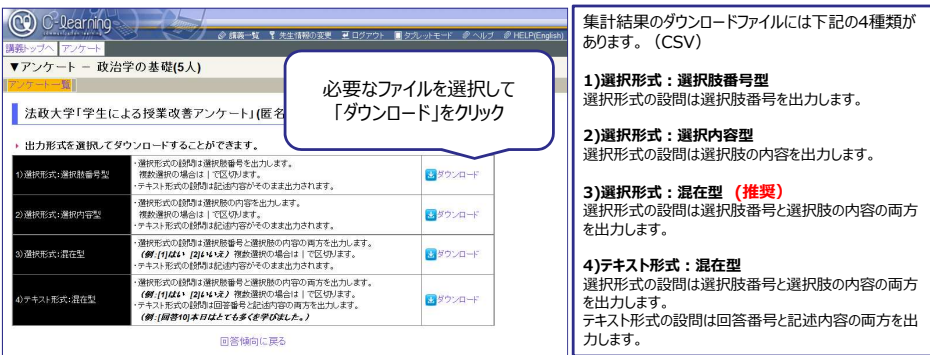 C-Learning
講義一覧 先生情報の変更 ログアウト タブレットモード ヘルプ HELP(English)
講義トップへ アンケート
▼アンケート － 政治学の基礎(5人)
アンケート一覧
法政大学「学生による授業改善アンケート」(匿名
必要なファイルを選択して
「ダウンロード」をクリック
出力形式を選択してダウンロードすることができます。
1)選択形式:選択肢番号型
・選択形式の設問は選択肢番号を出力します。
複数選択の場合は | で区切ります。
・テキスト形式の設問は記述内容がそのまま出力されます。
ダウンロード
2)選択形式:選択内容型
・選択形式の設問は選択肢の内容を出力します。
複数選択の場合は | で区切ります。
・テキスト形式の設問は記述内容がそのまま出力されます。
ダウンロード
3)選択形式:混在型
・選択形式の設問は選択肢番号と選択肢の内容の両方を出力します。
(例:[1]はい [2]いいえ) 複数選択の場合は | で区切ります。
・テキスト形式の設問は記述内容がそのまま出力されます。
ダウンロード
4)テキスト形式:混在型
・選択形式の設問は選択肢番号と選択肢の内容の両方を出力します。
(例:[1]はい [2]いいえ) 複数選択の場合は | で区切ります。
・テキスト形式の設問は回答番号と記述内容の両方を出力します。
(例:[回答10]本日はとても多くを学びました。)
ダウンロード
回答傾向に戻る
集計結果のダウンロードファイルには下記の4種類が
あります。（CSV）
1)選択形式：選択肢番号型
選択形式の設問は選択肢番号を出力します。
2)選択形式：選択内容型
選択形式の設問は選択肢の内容を出力します。
3)選択形式：混在型 （推奨）
選択形式の設問は選択肢番号と選択肢の内容の両方
を出力します。
4)テキスト形式：混在型
選択形式の設問は選択肢番号と選択肢の内容の両方
を出力します。
テキスト形式の設問は回答番号と記述内容の両方を出
力します。